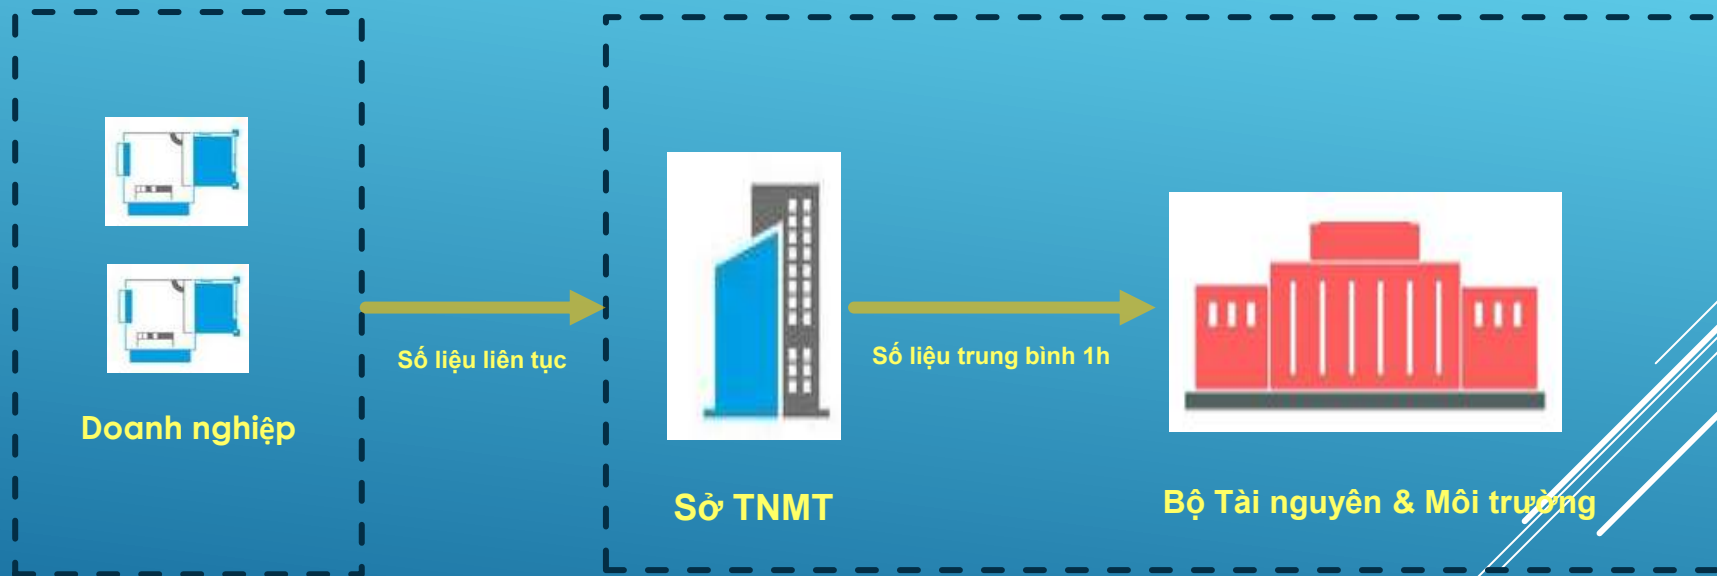 Số liệu liên tục
Số liệu trung bình 1h
Doanh nghiệp
Sở TNMT
Bộ Tài nguyên & Môi trường